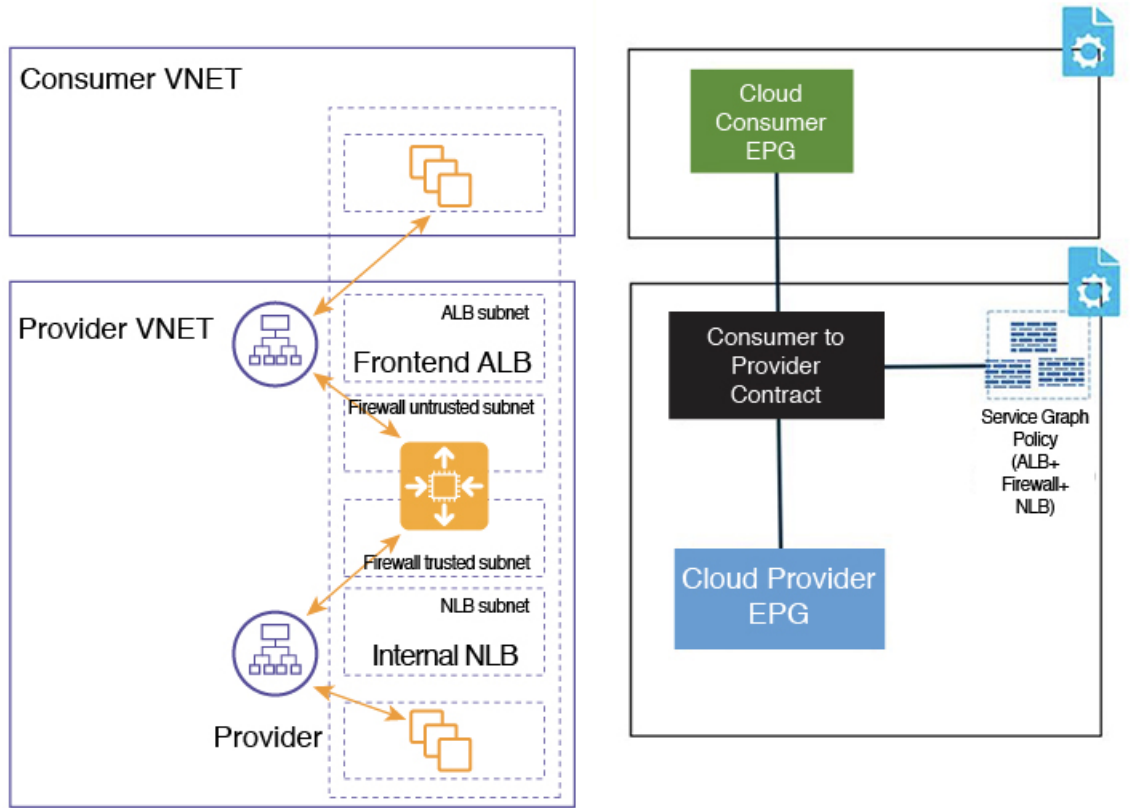 Consumer VNET
Provider VNET
ALB subnet
Frontend ALB
Firewall untrusted subnet
Firewall trusted subnet
NLB subnet
Internal NLB
Provider
Cloud
Consumer
EPG
Consumer to
Provider
Contract
Service Graph
Policy
(ALB+
Firewall+
NLB)
Cloud Provider
EPG